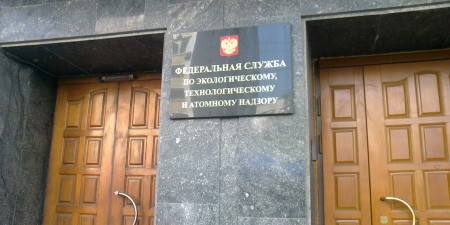 ФЕДЕРАЛЬНАЯ СЛУЖБА
ПО ЭКОЛОГИЧЕСКОМУ,
ТЕХНОЛОГИЧЕСКОМУ
И АТОМНОМУ НАДЗОРУ